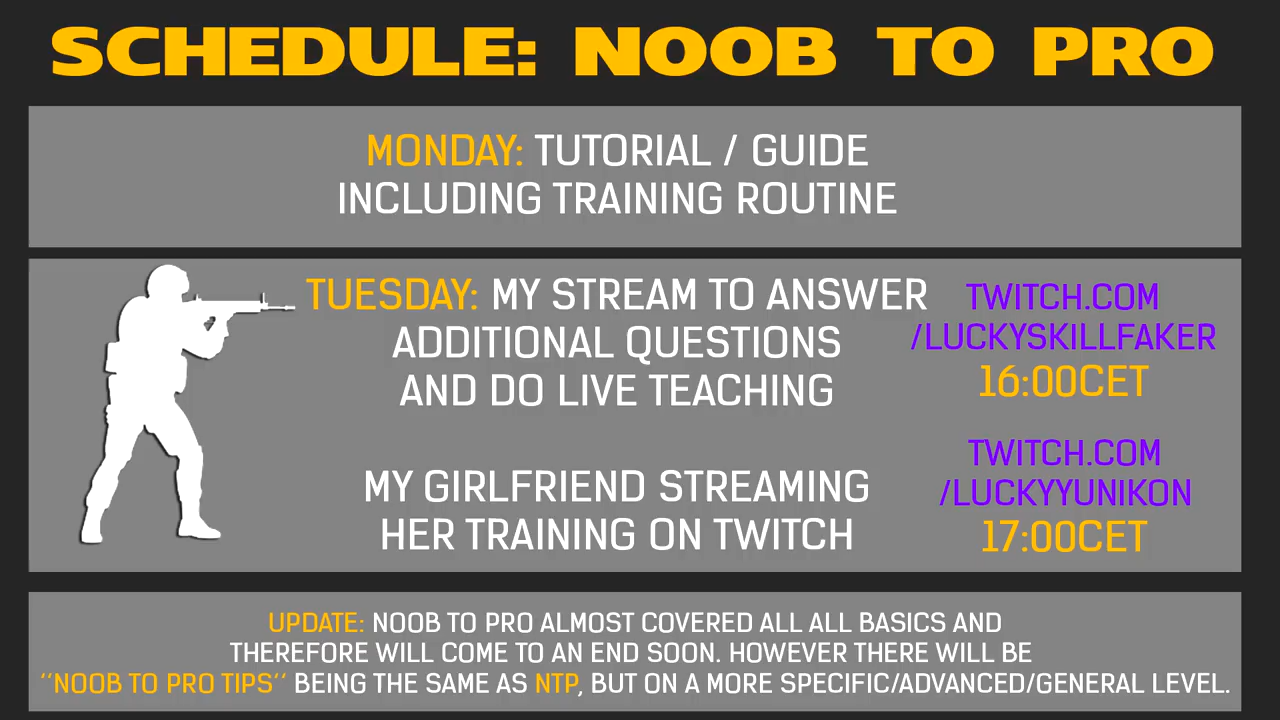 SCHEDULE: NOOB TO PRO
MONDAY: TUTORIAL / GUIDE
INCLUDING TRAINING ROUTINE
TUESDAY: MY STREAM TO ANSWER
ADDITIONAL QUESTIONS
AND DO LIVE TEACHING
TWITCH.COM
/LUCKYSKILLFAKER
16:00CET
MY GIRLFRIEND STREAMING
HER TRAINING ON TWITCH
TWITCH.COM
/LUCKYYUNIKON
17:00CET
UPDATE: NOOB TO PRO ALMOST COVERED ALL ALL BASICS AND
THEREFORE WILL COME TO AN END SOON. HOWEVER THERE WILL BE
''NOOB TO PRO TIPS'' BEING THE SAME AS NTP, BUT ON A MORE SPECIFIC/ADVANCED/GENERAL LEVEL.